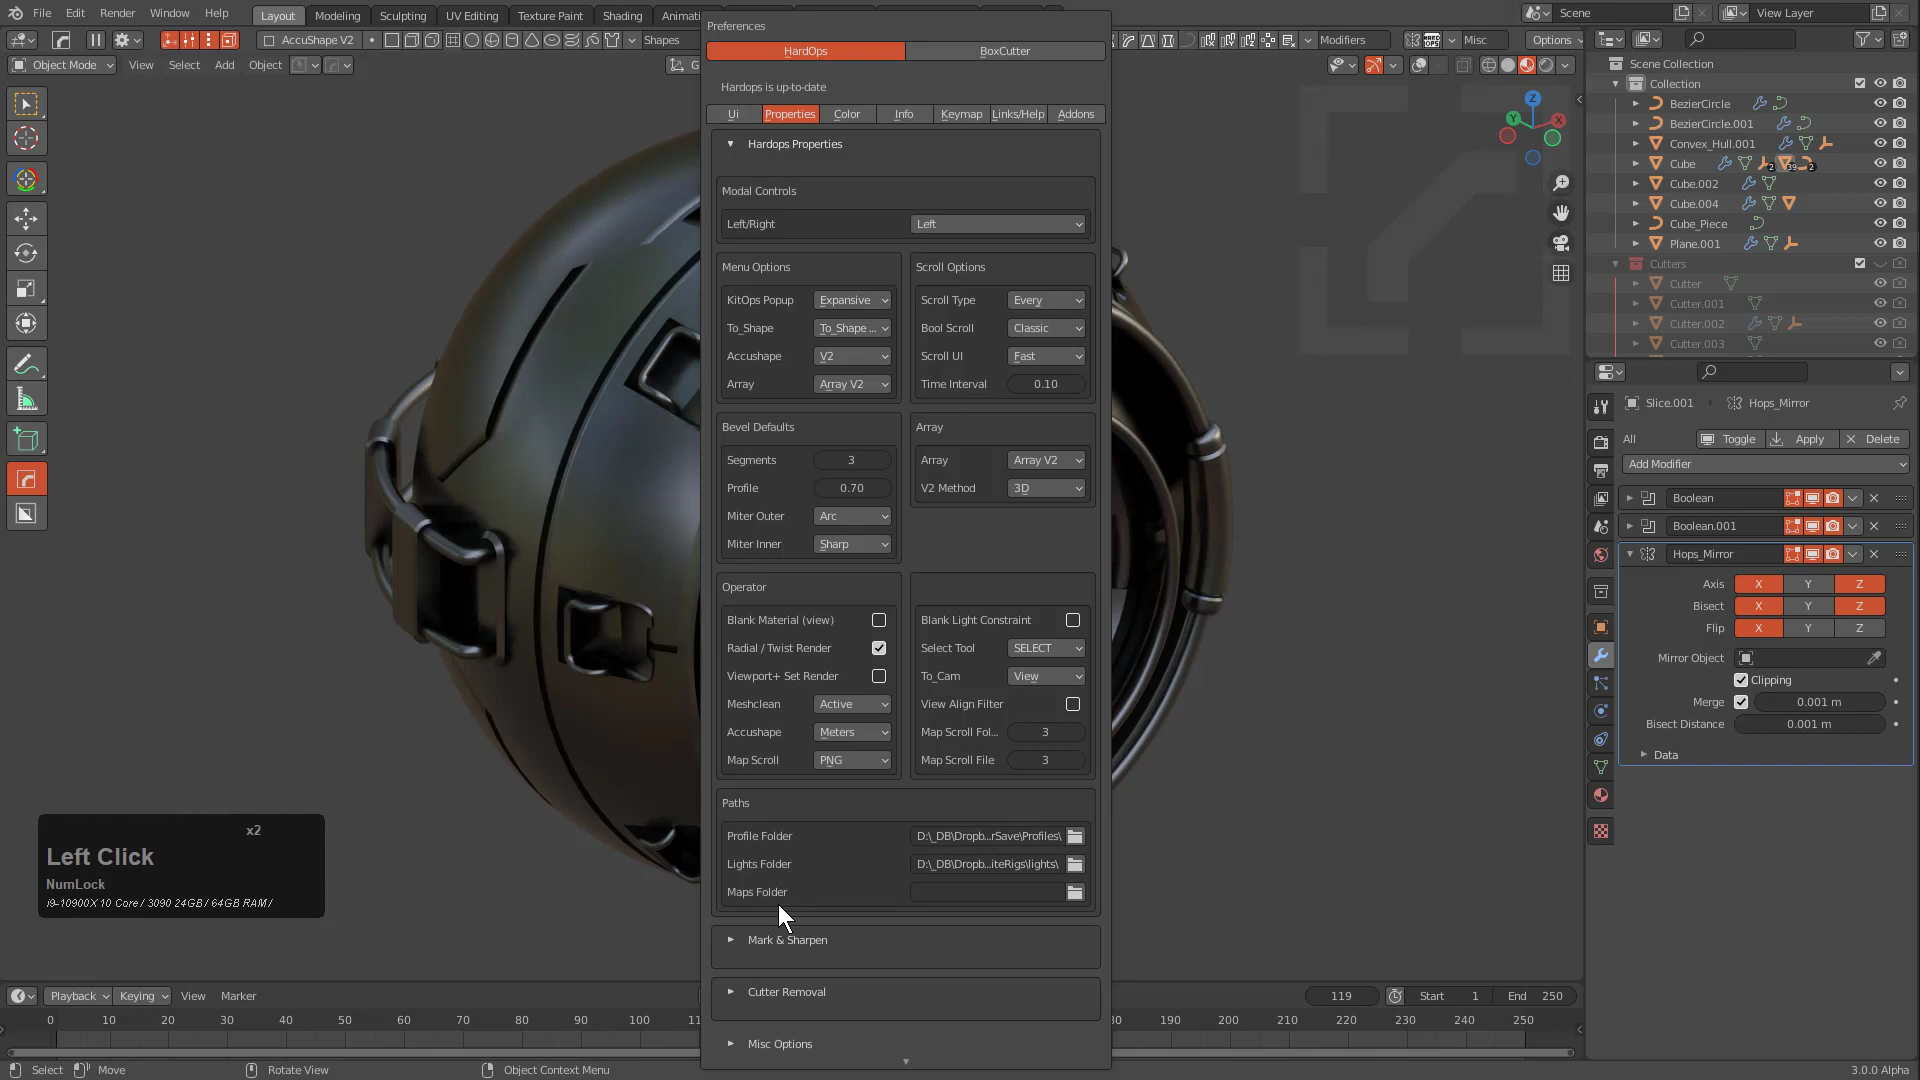 File Edit Render Window Help Layout Modeling Sculpting UV Editing Texture Paint Shading Animati
Preferences
Scene View Layer
AccuShape V2 Shapes Modifiers Misc Options
HardOps BoxCutter
Object Mode View Select Add Object
Hardops is up-to-date
Ui Properties Color Info Keymap Links/Help Addons
Hardops Properties
Modal Controls
Left/Right Left
Menu Options
KitOps Popup Expansive
To_Shape To_Shape ...
Accushape V2
Array Array V2
Scroll Options
Scroll Type Every
Bool Scroll Classic
Scroll UI Fast
Time Interval 0.10
Bevel Defaults
Segments 3
Profile 0.70
Miter Outer Arc
Miter Inner Sharp
Array
Array Array V2
V2 Method 3D
Operator
Blank Material (view)
Radial / Twist Render
Viewport+ Set Render
Meshclean Active
Accushape Meters
Map Scroll PNG
Blank Light Constraint
Select Tool SELECT
To_Cam View
View Align Filter
Map Scroll Fol... 3
Map Scroll File 3
Paths
Profile Folder D:\_DB\Dropb...rSave\Profiles\
Lights Folder D:\_DB\Dropb...iteRigs\lights\
Maps Folder
Mark & Sharpen
Cutter Removal
Misc Options
X
Y
Z
Scene Collection
Collection
BezierCircle
BezierCircle.001
Convex_Hull.001
Cube 2 39 2
Cube.002
Cube.004
Cube_Piece
Plane.001
Cutters
Cutter
Cutter.001
Cutter.002
Cutter.003
Slice.001 Hops_Mirror
All Toggle Apply Delete
Add Modifier
Boolean
Boolean.001
Hops_Mirror
Axis X Y Z
Bisect X Y Z
Flip X Y Z
Mirror Object
Clipping
Merge 0.001 m
Bisect Distance 0.001 m
Data
x2
Left Click
NumLock
i9-10900X 10 Core / 3090 24GB / 64GB RAM /
Playback Keying View Marker 119 Start 1 End 250
0 10 20 30 40 50 60 70 80 90 100 190 200 210 220 230 240 250
Select Move Rotate View Object Context Menu 3.0.0 Alpha